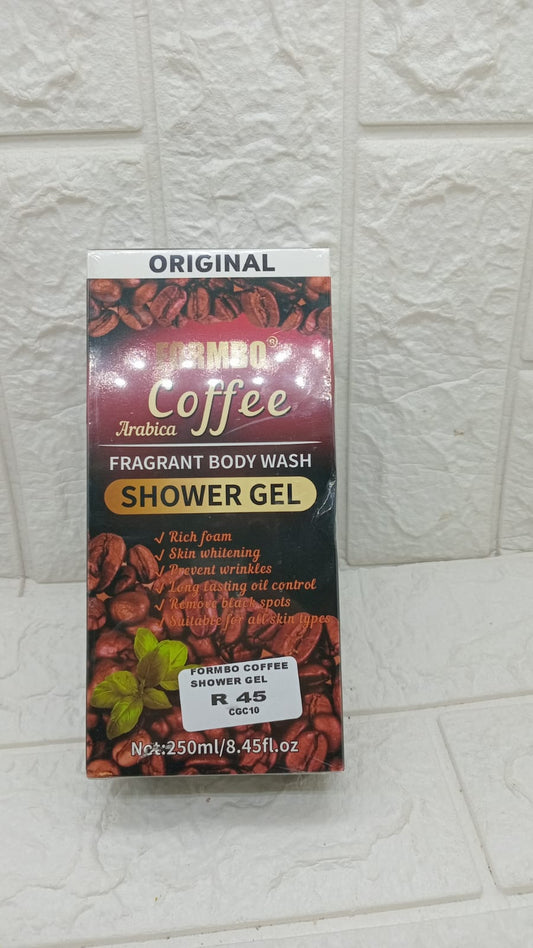 ORIGINAL
FORMBO®
Coffee
Arabica
FRAGRANT BODY WASH
SHOWER GEL
√ Rich foam
√ Skin whitening
√ Prevent wrinkles
√ Long lasting oil control
√ Remove black spots
√ Suitable for all skin types
FORMBO COFFEE
SHOWER GEL
R 45
CGC10
Net:250ml/8.45fl.oz